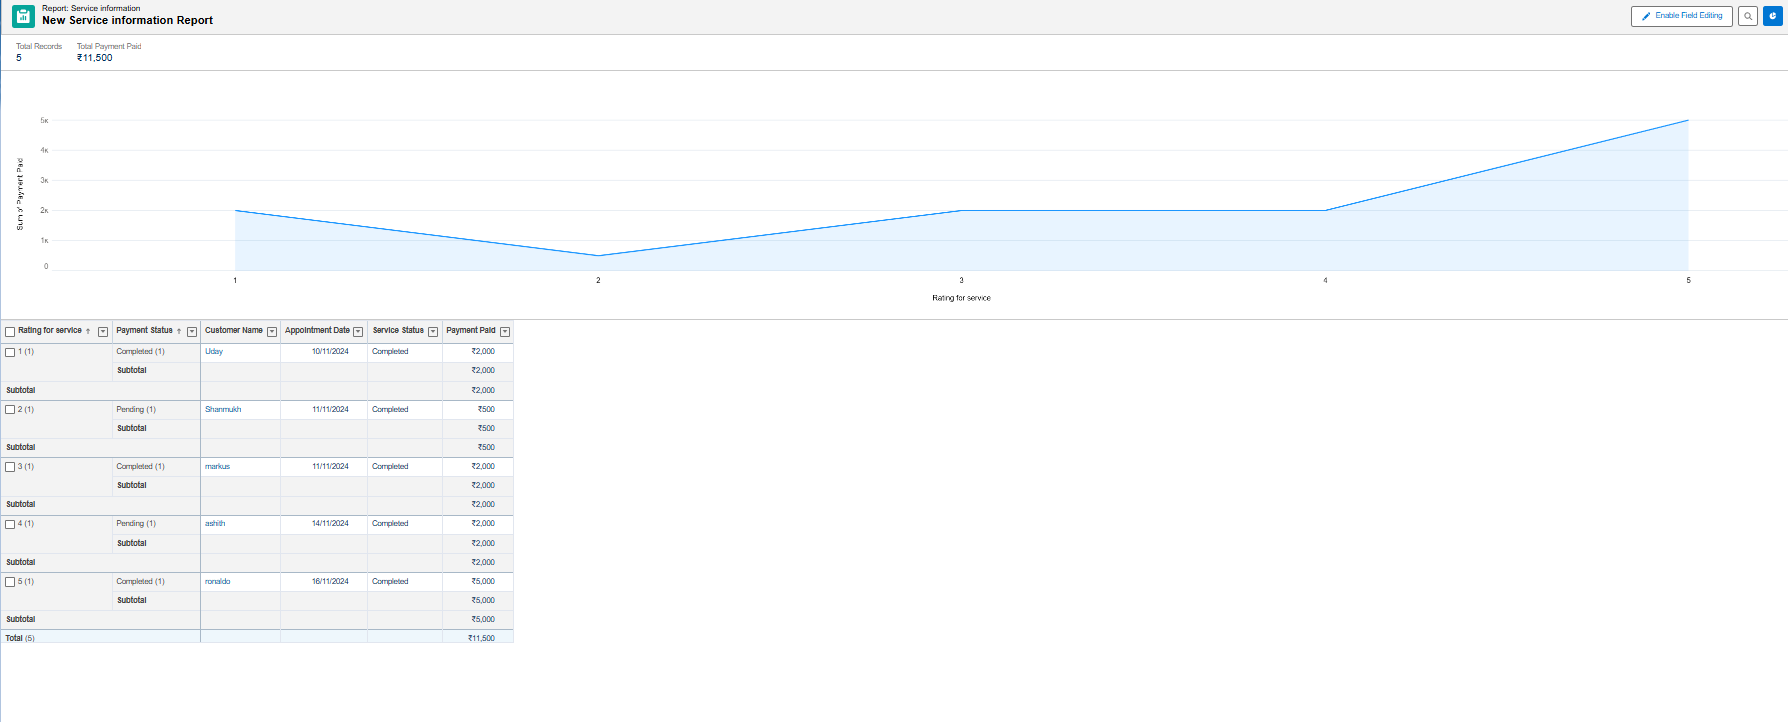 Report: Service information
New Service information Report
Enable Field Editing
Total Records
Total Payment Paid
5
₹11,500
Sum of Payment Paid
5K
4K
3K
2K
1K
0
1
2
3
4
5
Rating for service
Rating for service ↑ Payment Status ↑ Customer Name Appointment Date Service Status Payment Paid
1 (1) Completed (1) Uday 10/11/2024 Completed ₹2,000
Subtotal ₹2,000
Subtotal ₹2,000
2 (1) Pending (1) Shanmukh 11/11/2024 Completed ₹500
Subtotal ₹500
Subtotal ₹500
3 (1) Completed (1) markus 11/11/2024 Completed ₹2,000
Subtotal ₹2,000
Subtotal ₹2,000
4 (1) Pending (1) ashith 14/11/2024 Completed ₹2,000
Subtotal ₹2,000
Subtotal ₹2,000
5 (1) Completed (1) ronaldo 16/11/2024 Completed ₹5,000
Subtotal ₹5,000
Subtotal ₹5,000
Total (5) ₹11,500